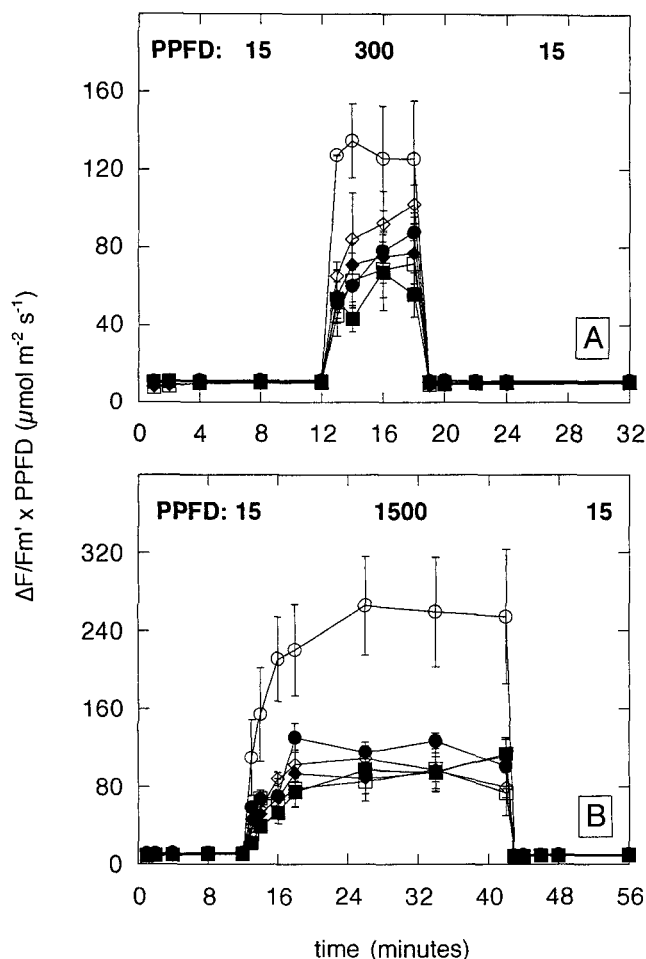 PPFD: 15 300 15
160
120
80
40
0
A
0 4 8 12 16 20 24 28 32
ΔF/Fm' x PPFD (μmol m⁻² s⁻¹)
PPFD: 15 1500 15
320
240
160
80
0
B
0 8 16 24 32 40 48 56
time (minutes)